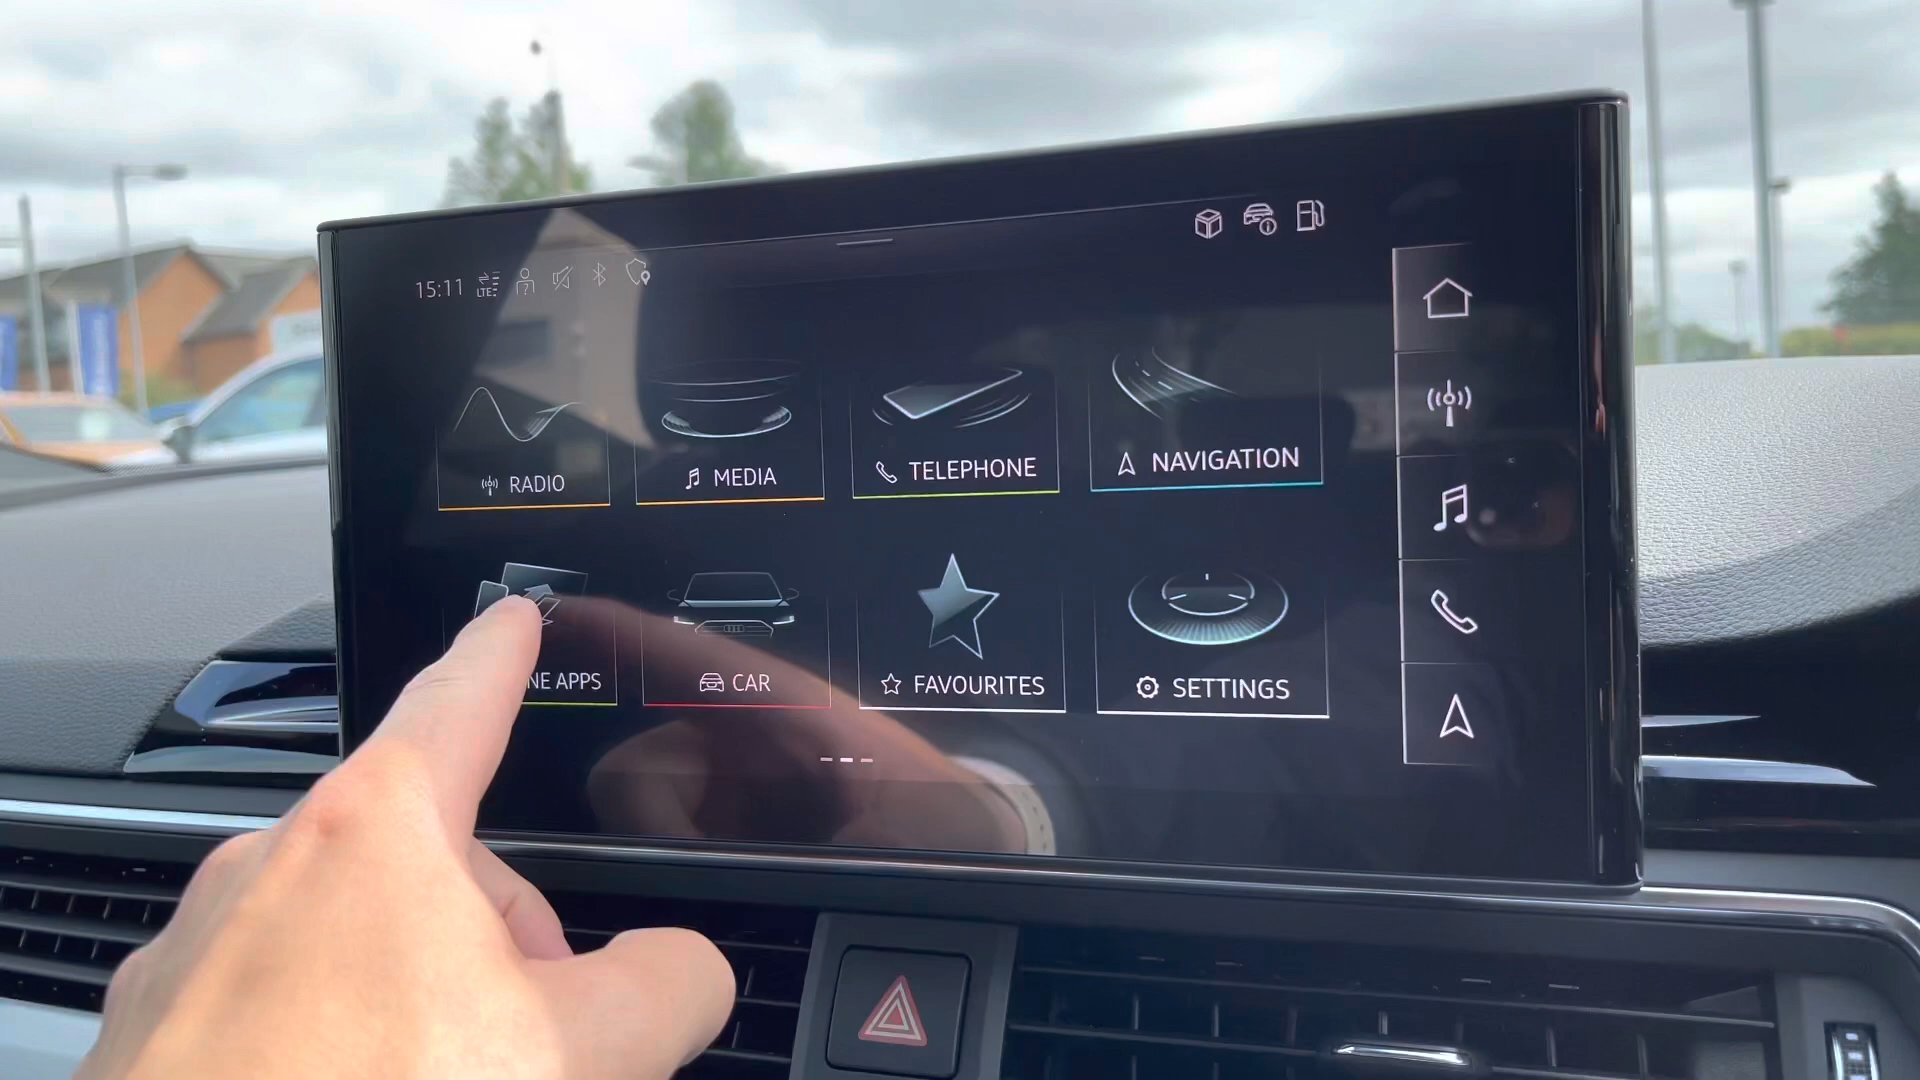 15:11
LTE
RADIO
MEDIA
TELEPHONE
NAVIGATION
NE APPS
CAR
FAVOURITES
SETTINGS